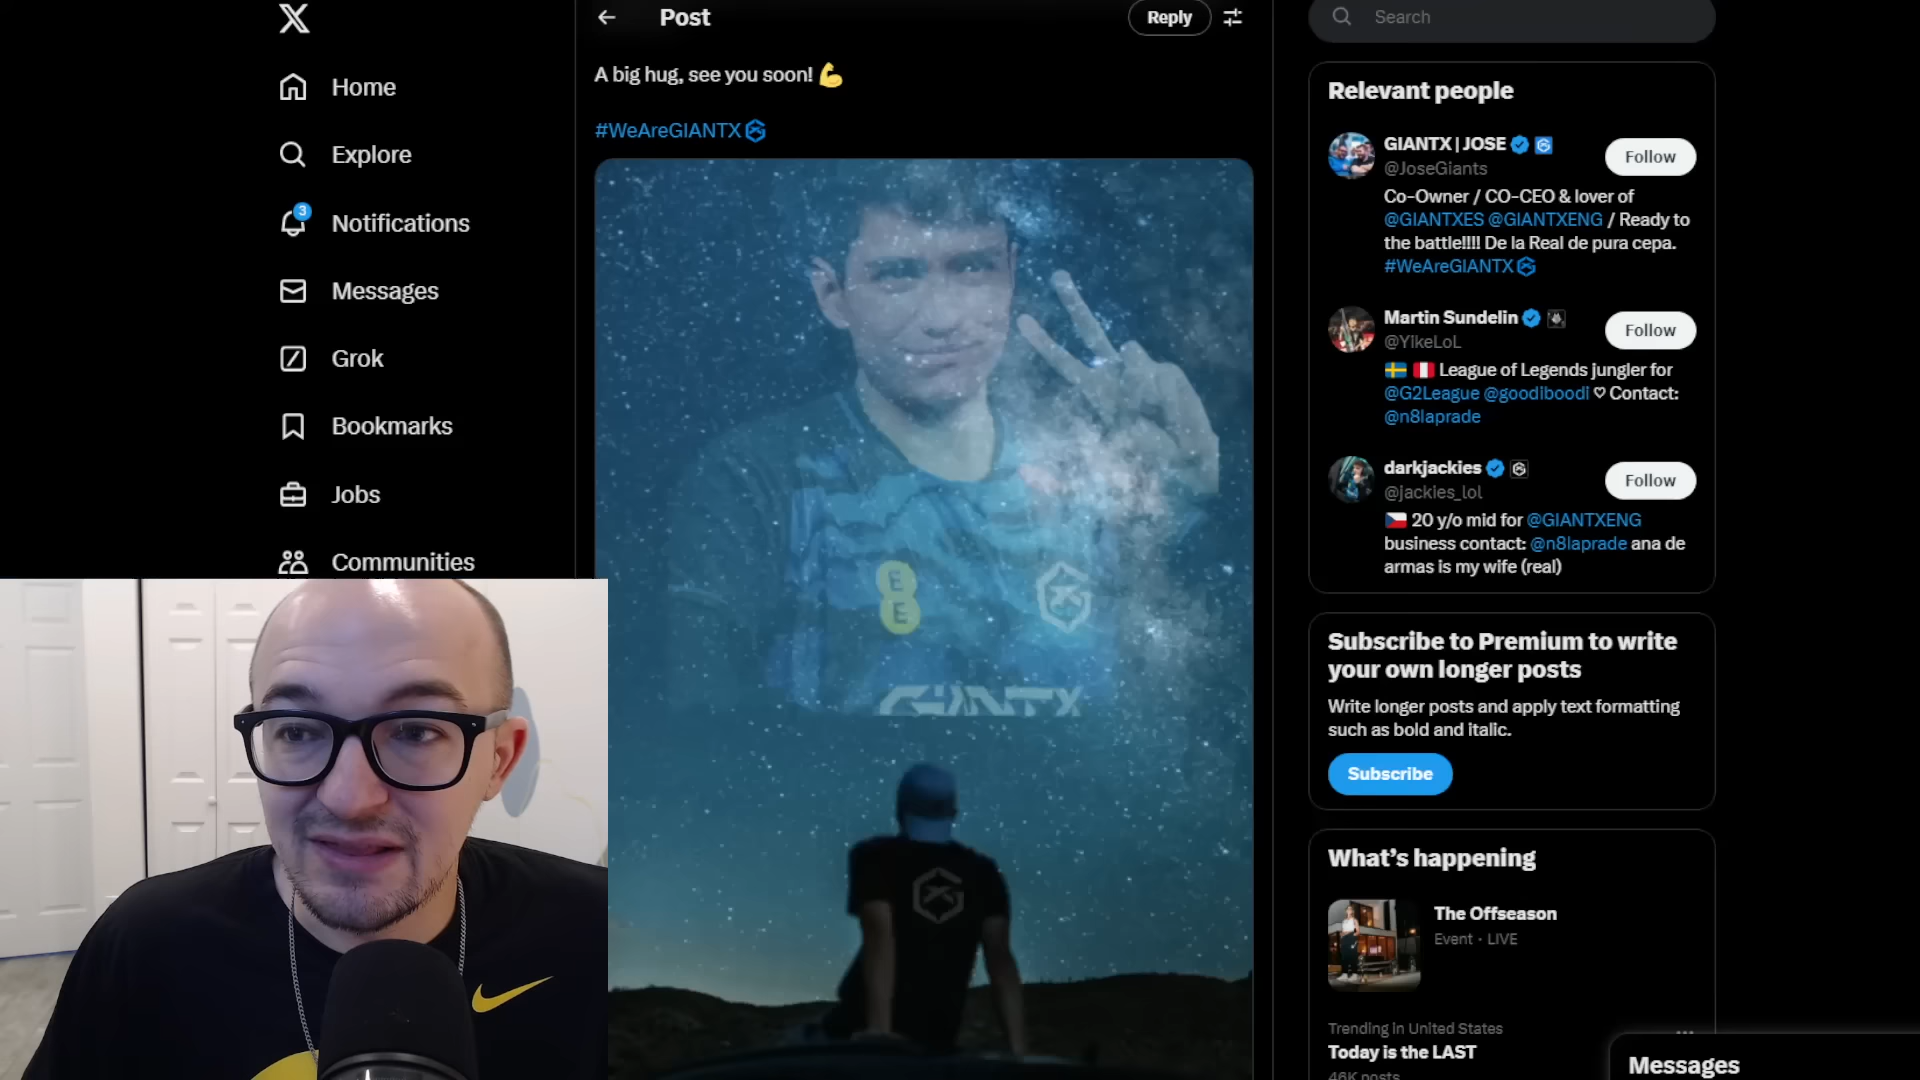 Home
Explore
3
Notifications
Messages
Grok
Bookmarks
Jobs
Communities
Post
Reply
A big hug, see you soon! 💪
#WeAreGIANTX
E
E
GIANTX
Search
Relevant people
GIANTX | JOSE
@JoseGiants
Follow
Co-Owner / CO-CEO & lover of
@GIANTXES @GIANTXENG / Ready to
the battle!!!! De la Real de pura cepa.
#WeAreGIANTX
Martin Sundelin
@YikeLoL
Follow
🇸🇪 🇵🇪 League of Legends jungler for
@G2League @goodiboodi ♡ Contact:
@n8laprade
darkjackies
@jackies_lol
Follow
🇨🇿 20 y/o mid for @GIANTXENG
business contact: @n8laprade ana de
armas is my wife (real)
Subscribe to Premium to write
your own longer posts
Write longer posts and apply text formatting
such as bold and italic.
Subscribe
What's happening
The Offseason
Event · LIVE
Trending in United States
Today is the LAST
46K posts
Messages